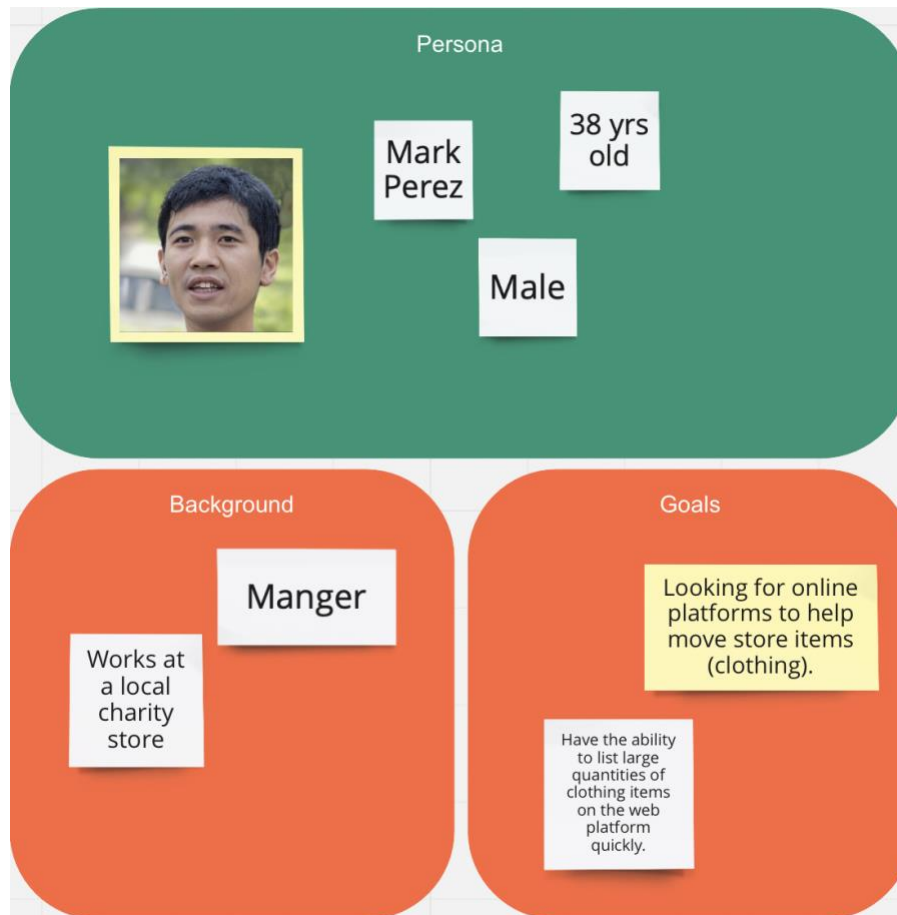 Persona
Mark
Perez
38 yrs
old
Male
Background
Manger
Works at
a local
charity
store
Goals
Looking for online
platforms to help
move store items
(clothing).
Have the ability
to list large
quantities of
clothing items
on the web
platform
quickly.